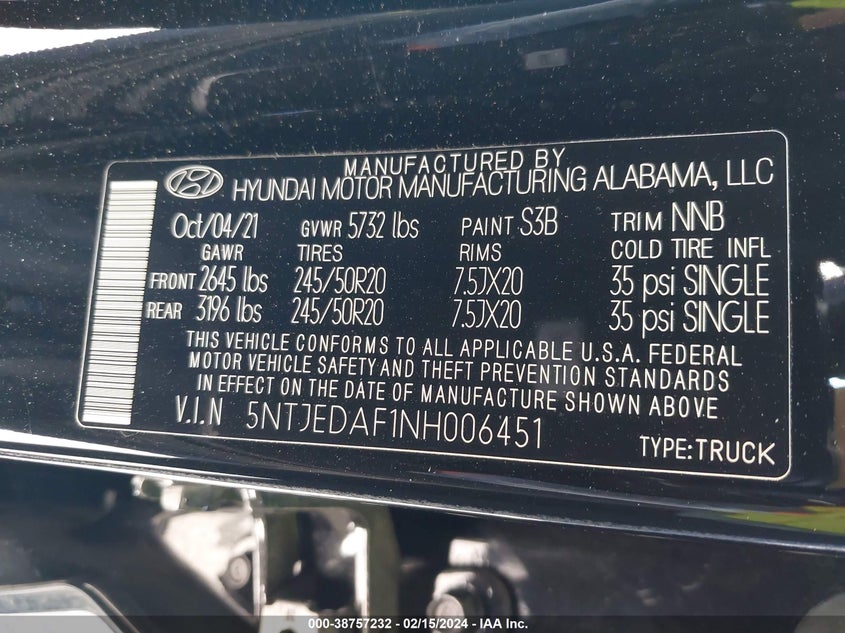 MANUFACTURED BY
HYUNDAI MOTOR MANUFACTURING ALABAMA, LLC
Oct/04/21 GVWR 5732 lbs PAINT S3B TRIM NNB
GAWR TIRES RIMS COLD TIRE INFL
FRONT 2645 lbs 245/50R20 7.5JX20 35 psi SINGLE
REAR 3196 lbs 245/50R20 7.5JX20 35 psi SINGLE
THIS VEHICLE CONFORMS TO ALL APPLICABLE U.S.A. FEDERAL
MOTOR VEHICLE SAFETY AND THEFT PREVENTION STANDARDS
IN EFFECT ON THE DATE OF MANUFACTURE SHOWN ABOVE
V.I.N 5NTJEDAF1NH006451
TYPE:TRUCK
000-38757232 - 02/15/2024 - IAA Inc.